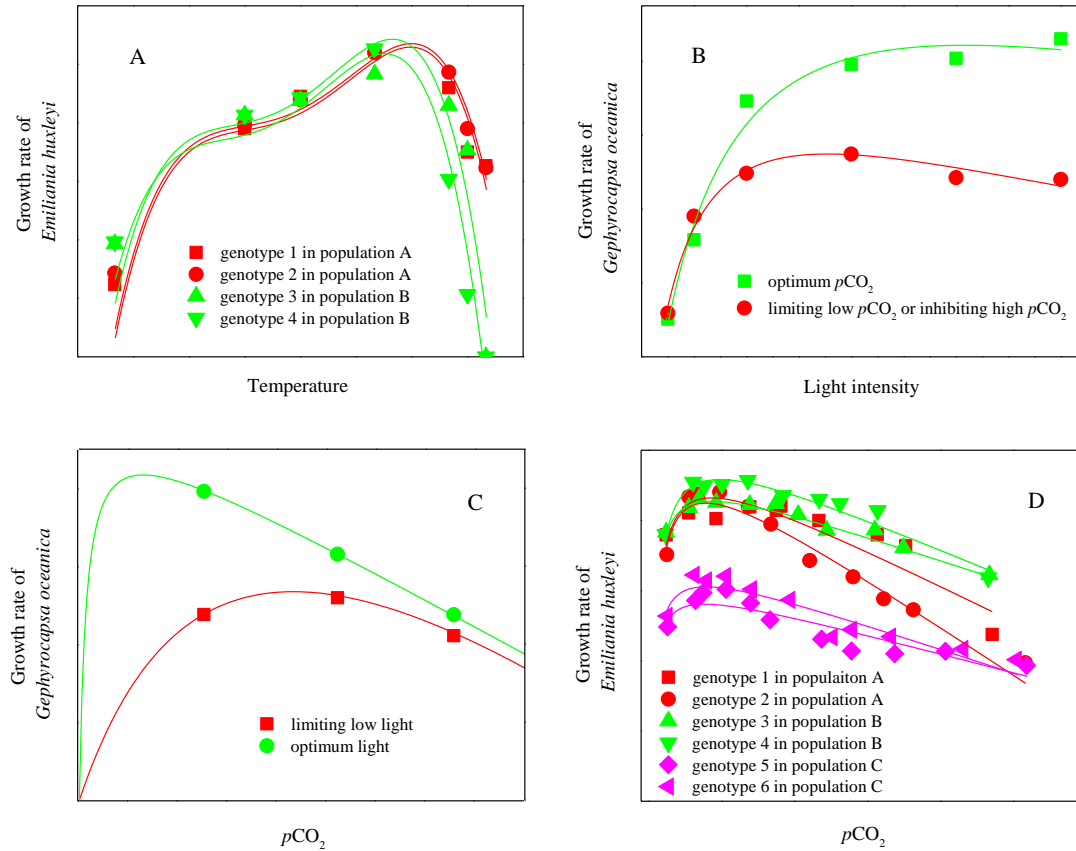 A
Growth rate of
Emiliania huxleyi
genotype 1 in population A
genotype 2 in population A
genotype 3 in population B
genotype 4 in population B
Temperature
B
Growth rate of
Gephyrocapsa oceanica
optimum pCO2
limiting low pCO2 or inhibiting high pCO2
Light intensity
C
Growth rate of
Gephyrocapsa oceanica
limiting low light
optimum light
pCO2
D
Growth rate of
Emiliania huxleyi
genotype 1 in populaiton A
genotype 2 in population A
genotype 3 in population B
genotype 4 in population B
genotype 5 in population C
genotype 6 in population C
pCO2